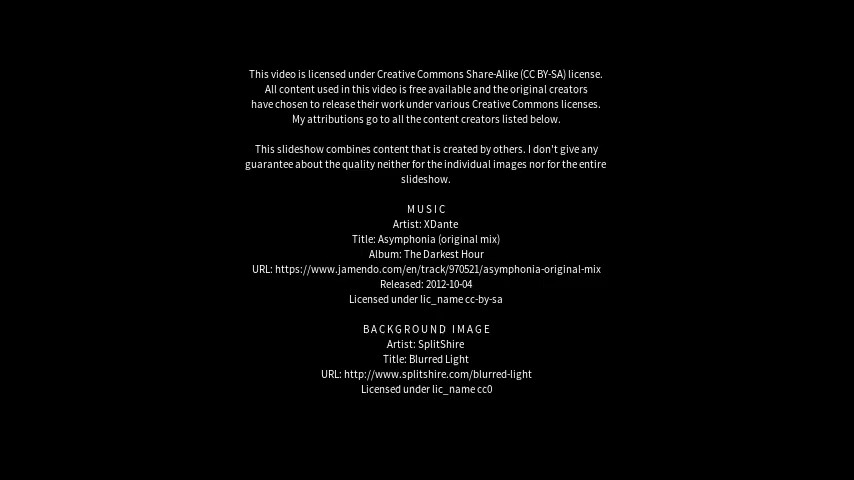 This video is licensed under Creative Commons Share-Alike (CC BY-SA) license.
All content used in this video is free available and the original creators
have chosen to release their work under various Creative Commons licenses.
My attributions go to all the content creators listed below.
This slideshow combines content that is created by others. I don't give any
guarantee about the quality neither for the individual images nor for the entire
slideshow.
M U S I C
Artist: XDante
Title: Asymphonia (original mix)
Album: The Darkest Hour
URL: https://www.jamendo.com/en/track/970521/asymphonia-original-mix
Released: 2012-10-04
Licensed under lic_name cc-by-sa
B A C K G R O U N D   I M A G E
Artist: SplitShire
Title: Blurred Light
URL: http://www.splitshire.com/blurred-light
Licensed under lic_name cc0